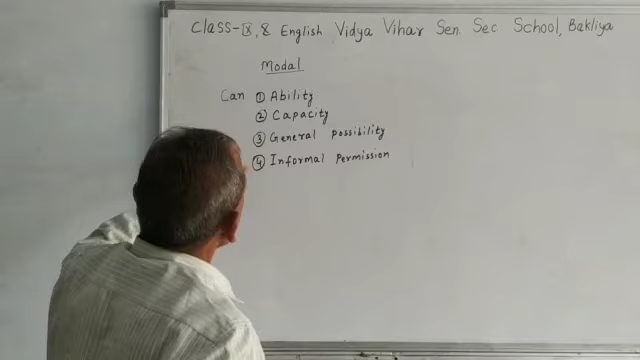 Class-IX, 8 English Vidya Vihar Sen. Sec School, Bakliya
Modal
Can ① Ability
② Capacity
③ General possibility
④ Informal permission